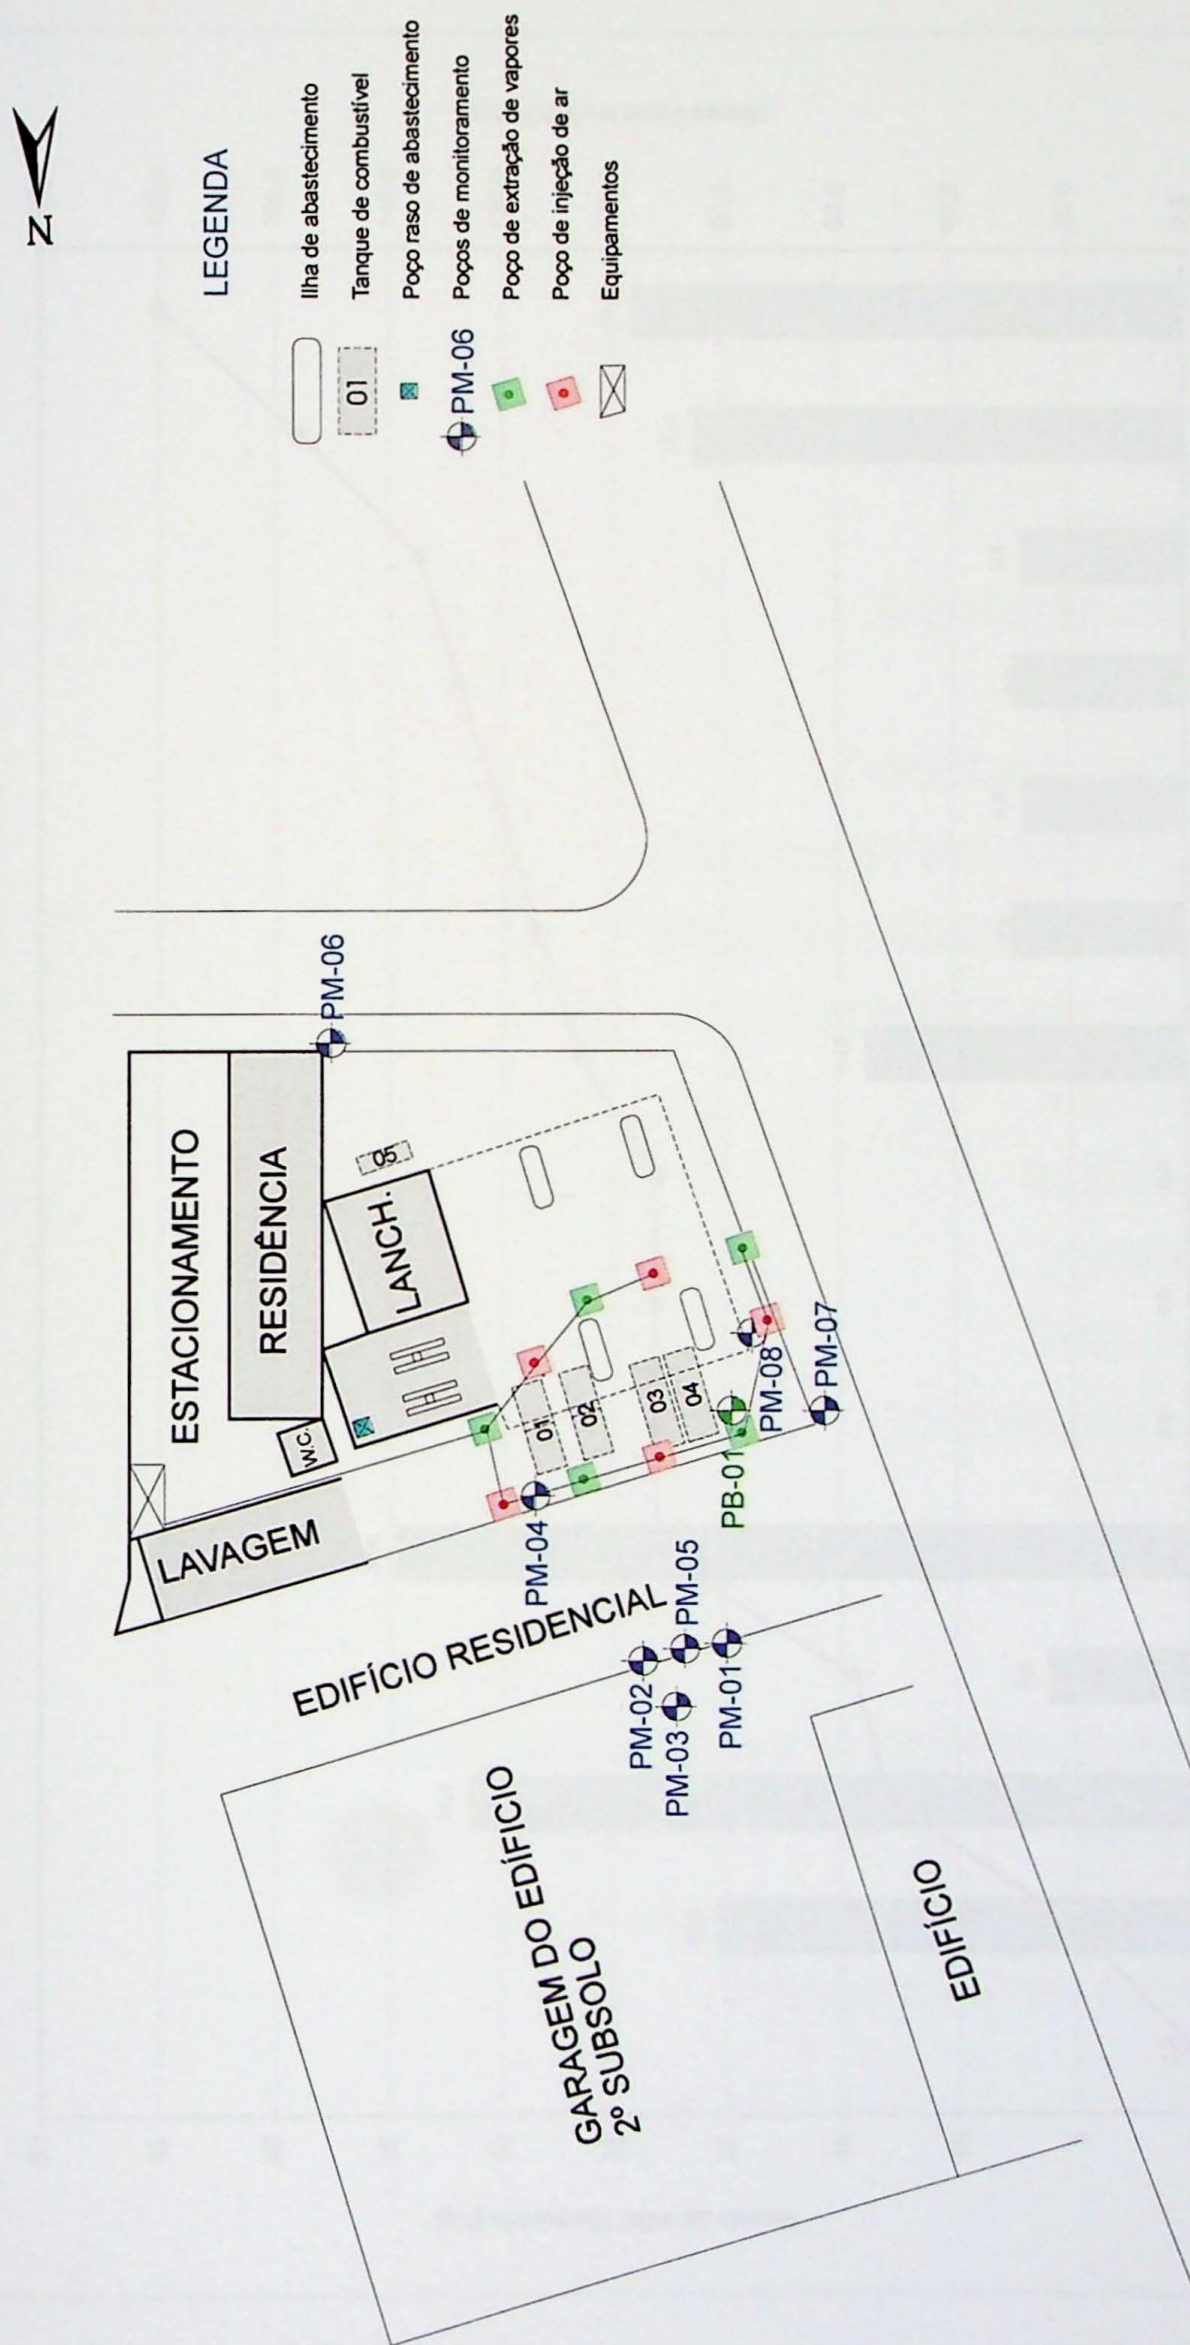 N
LEGENDA
Ilha de abastecimento
01 Tanque de combustível
Poço raso de abastecimento
PM-06 Poços de monitoramento
Poço de extração de vapores
Poço de injeção de ar
Equipamentos
ESTACIONAMENTO
RESIDÊNCIA
PM-06
W.C.
LANCH.
05
LAVAGEM
01
02
03
04
PM-04
PB-01
PM-08
PM-07
EDIFÍCIO RESIDENCIAL
PM-02
PM-05
PM-03
PM-01
GARAGEM DO EDÍFICIO
2º SUBSOLO
EDIFÍCIO